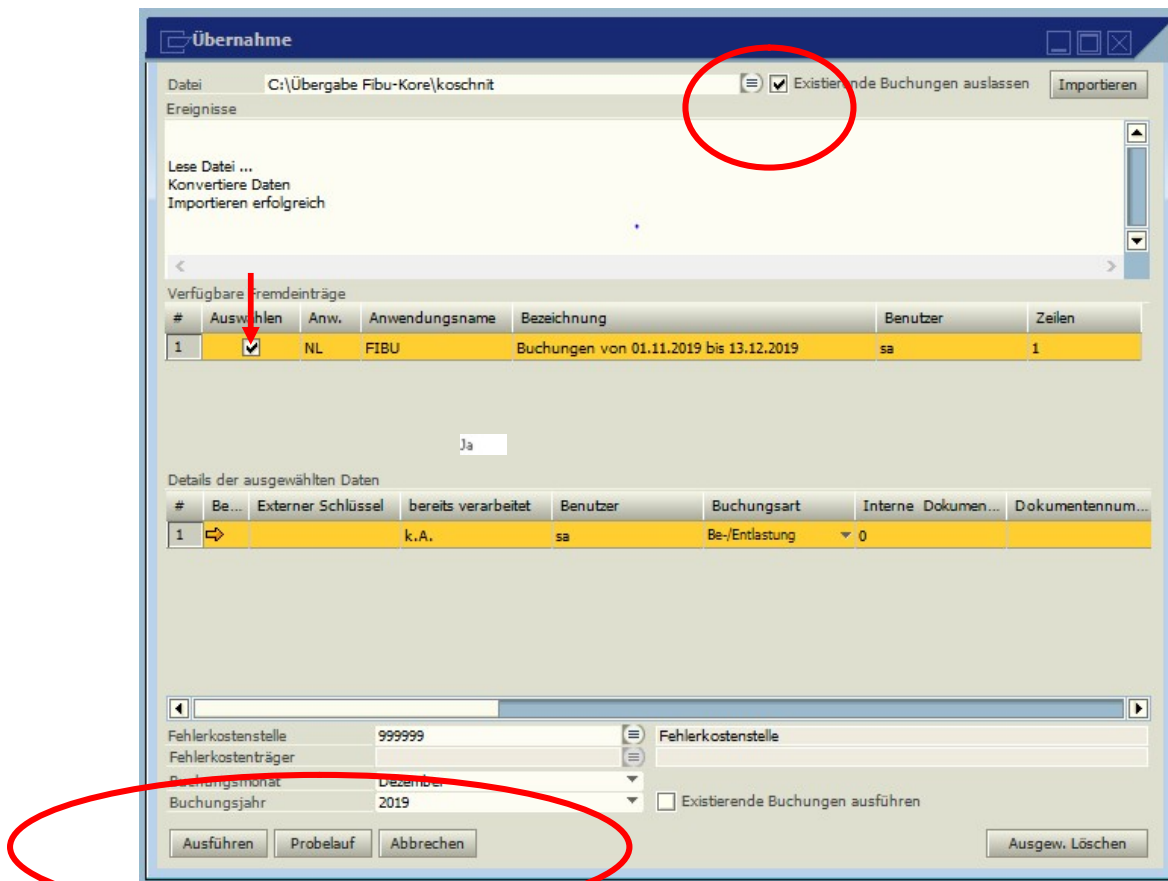 Übernahme
Datei C:\Übergabe Fibu-Kore\koschnit Existierende Buchungen auslassen Importieren
Ereignisse
Lese Datei ...
Konvertiere Daten
Importieren erfolgreich
Verfügbare Fremdeinträge
# Auswählen Anw. Anwendungsname Bezeichnung Benutzer Zeilen
1 NL FIBU Buchungen von 01.11.2019 bis 13.12.2019 sa 1
Ja
Details der ausgewählten Daten
# Be... Externer Schlüssel bereits verarbeitet Benutzer Buchungsart Interne Dokumen... Dokumentennum...
1 k.A. sa Be-/Entlastung 0
Fehlerkostenstelle 999999 Fehlerkostenstelle
Fehlerkostenträger
Buchungsmonat Dezember
Buchungsjahr 2019 Existierende Buchungen ausführen
Ausführen Probelauf Abbrechen Ausgew. Löschen